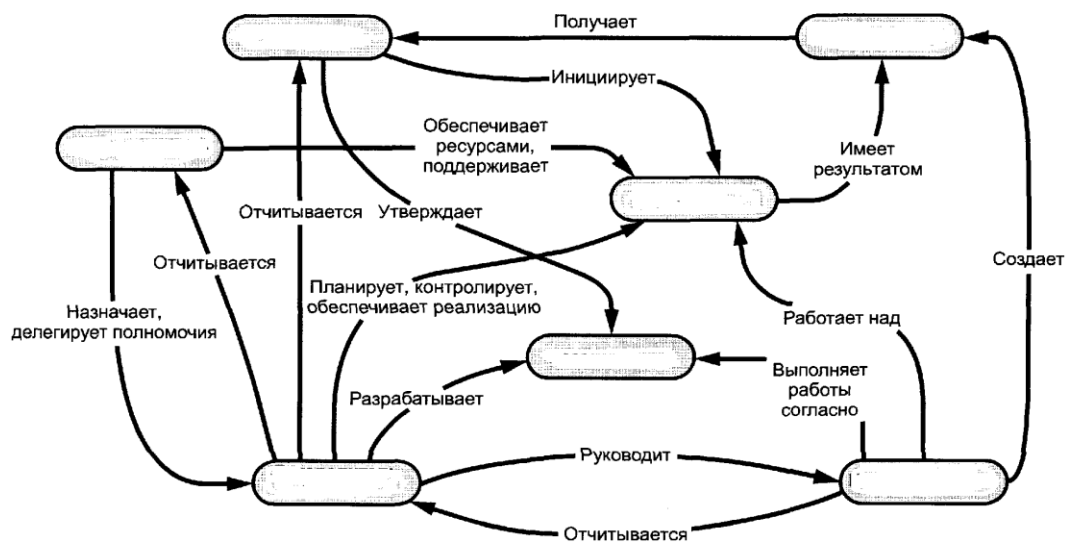 Получает
Инициирует
Обеспечивает
ресурсами,
поддерживает
Имеет
результатом
Отчитывается
Утверждает
Отчитывается
Создает
Планирует, контролирует,
обеспечивает реализацию
Назначает,
делегирует полномочия
Работает над
Выполняет
работы
согласно
Разрабатывает
Руководит
Отчитывается